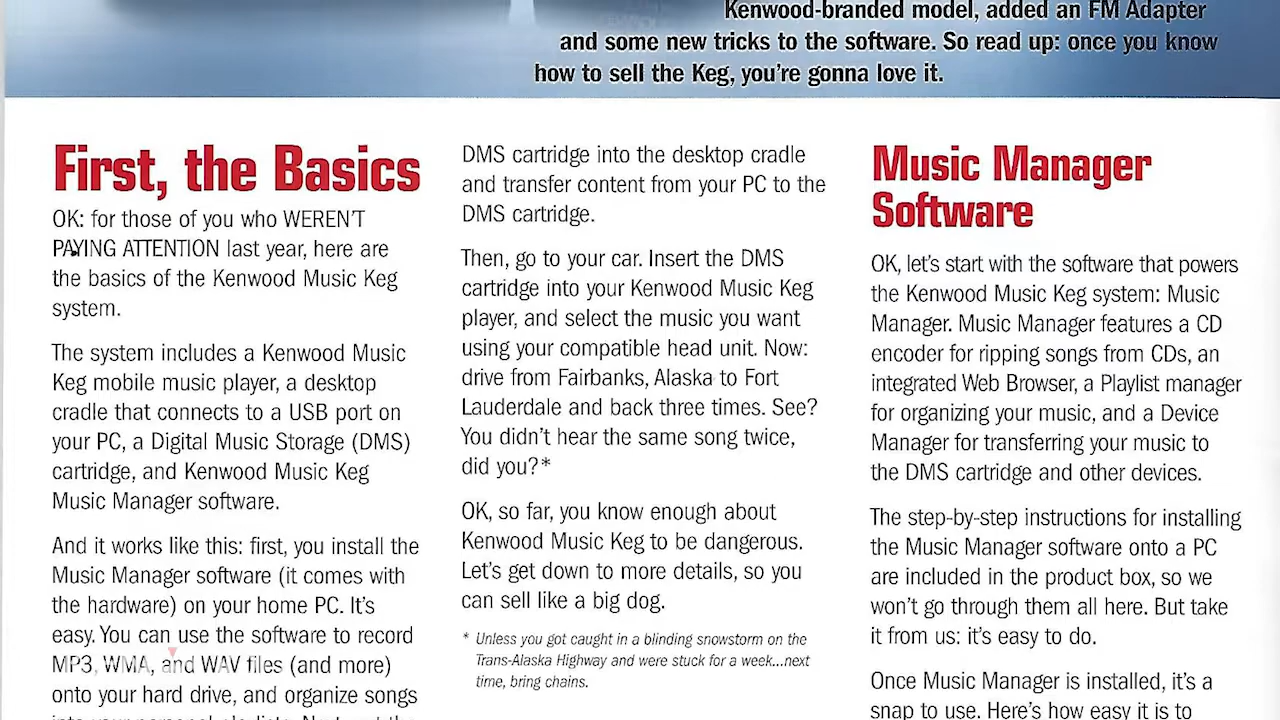 Kenwood-branded model, added an FM Adapter
and some new tricks to the software. So read up: once you know
how to sell the Keg, you're gonna love it.
First, the Basics
OK: for those of you who WEREN'T
PAYING ATTENTION last year, here are
the basics of the Kenwood Music Keg
system.
The system includes a Kenwood Music
Keg mobile music player, a desktop
cradle that connects to a USB port on
your PC, a Digital Music Storage (DMS)
cartridge, and Kenwood Music Keg
Music Manager software.
And it works like this: first, you install the
Music Manager software (it comes with
the hardware) on your home PC. It's
easy. You can use the software to record
MP3, WMA, and WAV files (and more)
onto your hard drive, and organize songs
DMS cartridge into the desktop cradle
and transfer content from your PC to the
DMS cartridge.
Then, go to your car. Insert the DMS
cartridge into your Kenwood Music Keg
player, and select the music you want
using your compatible head unit. Now:
drive from Fairbanks, Alaska to Fort
Lauderdale and back three times. See?
You didn't hear the same song twice,
did you?*
OK, so far, you know enough about
Kenwood Music Keg to be dangerous.
Let's get down to more details, so you
can sell like a big dog.
* Unless you got caught in a blinding snowstorm on the
Trans-Alaska Highway and were stuck for a week...next
time, bring chains.
Music Manager
Software
OK, let's start with the software that powers
the Kenwood Music Keg system: Music
Manager. Music Manager features a CD
encoder for ripping songs from CDs, an
integrated Web Browser, a Playlist manager
for organizing your music, and a Device
Manager for transferring your music to
the DMS cartridge and other devices.
The step-by-step instructions for installing
the Music Manager software onto a PC
are included in the product box, so we
won't go through them all here. But take
it from us: it's easy to do.
Once Music Manager is installed, it's a
snap to use. Here's how easy it is to